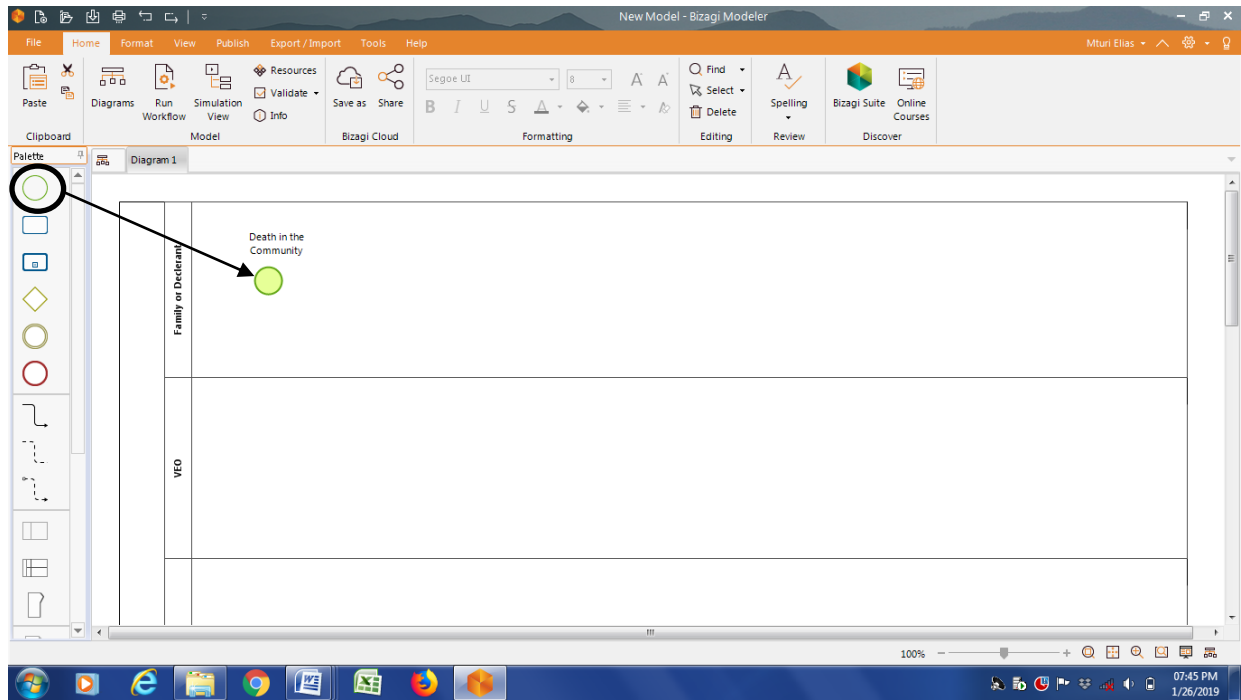 New Model - Bizagi Modeler
File Home Format View Publish Export / Import Tools Help
Mturi Elias
Paste
Clipboard
Diagrams
Run Workflow
Simulation View
Resources
Validate
Info
Model
Save as
Share
Bizagi Cloud
Segoe UI
8
B I U S A
Formatting
Find
Select
Delete
Editing
Spelling
Review
Bizagi Suite
Online Courses
Discover
Palette
Diagram 1
Death in the
Community
Family or Declerant
VEO
100%
07:45 PM
1/26/2019